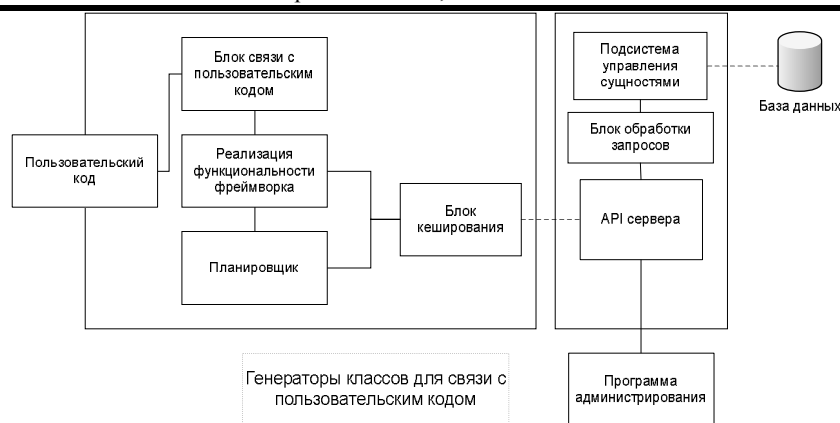 Блок связи с
пользовательским
кодом
Подсистема
управления
сущностями
База данных
Пользовательский
код
Реализация
функциональности
фреймворка
Блок обработки
запросов
Блок
кеширования
API сервера
Планировщик
Генераторы классов для связи с
пользовательским кодом
Программа
администрирования